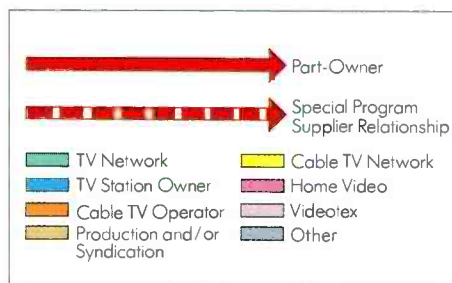 Part-Owner
Special Program
Supplier Relationship
TV Network
TV Station Owner
Cable TV Operator
Production and/or
Syndication
Cable TV Network
Home Video
Videotex
Other